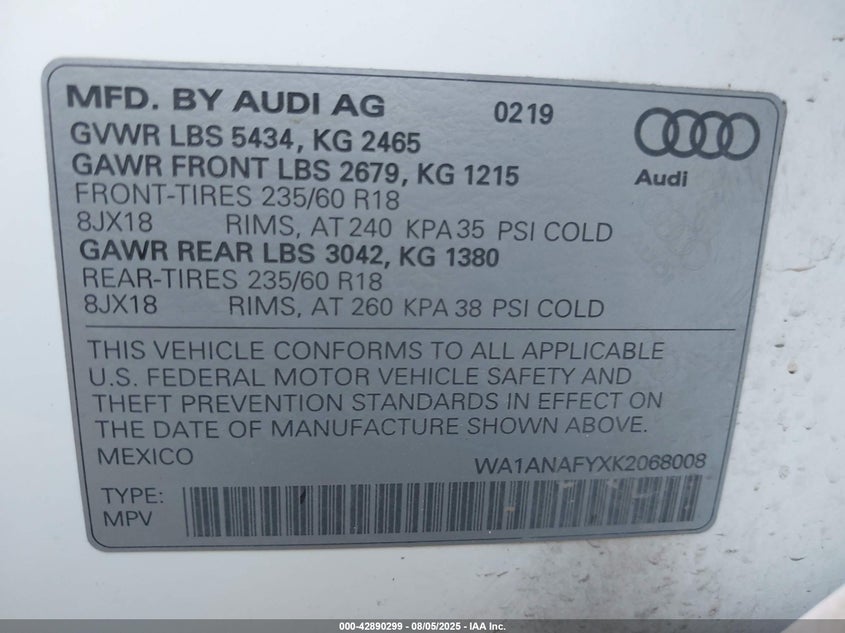 MFD. BY AUDI AG 0219
GVWR LBS 5434, KG 2465
GAWR FRONT LBS 2679, KG 1215
Audi
FRONT-TIRES 235/60 R18
8JX18 RIMS, AT 240 KPA 35 PSI COLD
GAWR REAR LBS 3042, KG 1380
REAR-TIRES 235/60 R18
8JX18 RIMS, AT 260 KPA 38 PSI COLD
THIS VEHICLE CONFORMS TO ALL APPLICABLE
U.S. FEDERAL MOTOR VEHICLE SAFETY AND
THEFT PREVENTION STANDARDS IN EFFECT ON
THE DATE OF MANUFACTURE SHOWN ABOVE.
MEXICO WA1ANAFYXK2068008
TYPE:
MPV
000-42890299 - 08/05/2025 - IAA Inc.